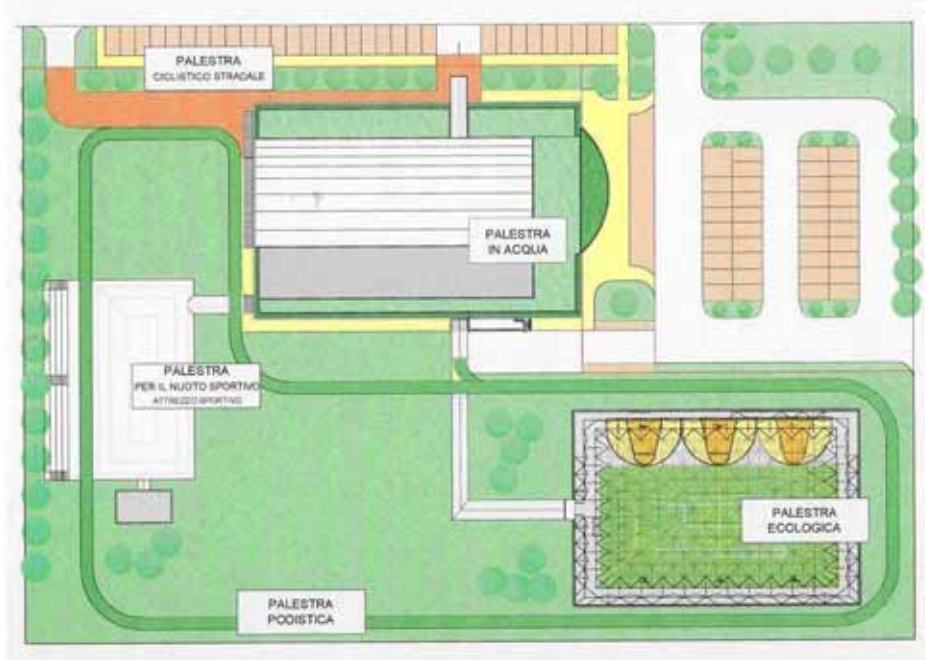 PALESTRA
CICLISTICO STRADALE
PALESTRA
IN ACQUA
PALESTRA
PER IL NUOTO SPORTIVO
ATTREZZO SPORTIVO
PALESTRA
ECOLOGICA
PALESTRA
PODISTICA